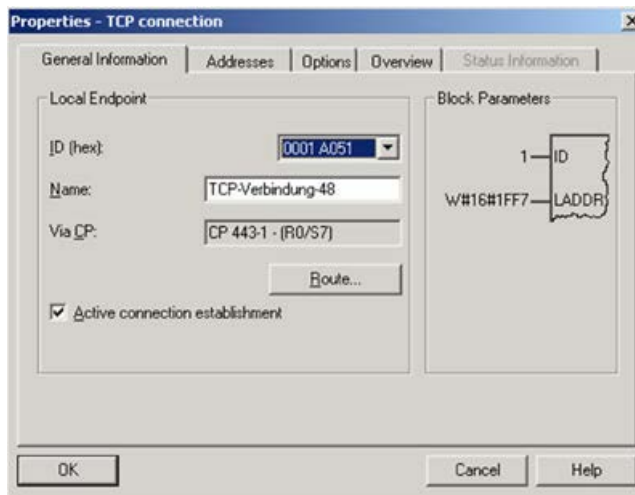 Properties - TCP connection
General Information
Addresses
Options
Overview
Status Information
Local Endpoint
ID (hex):
0001 A051
Name:
TCP-Verbindung-48
Via CP:
CP 443-1 - (R0/S7)
Route...
Active connection establishment
Block Parameters
1
ID
W#16#1FF7
LADDR
OK
Cancel
Help